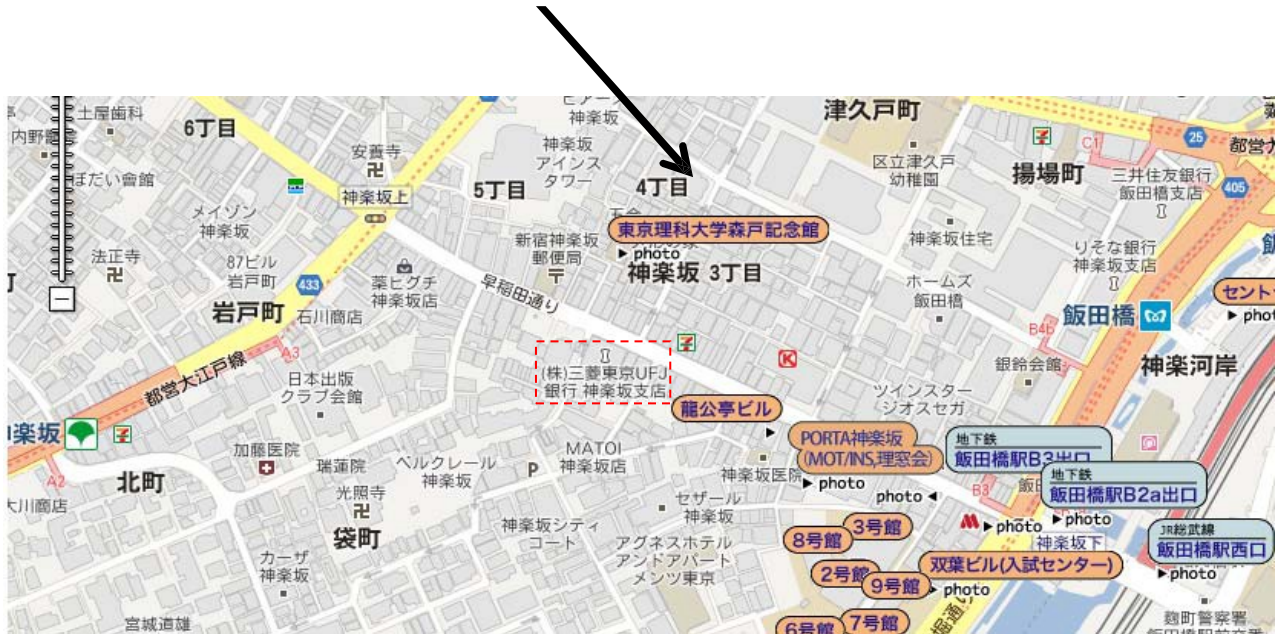 神楽坂
土屋歯科
6丁目
津久戸町
25
C1
都営大
内野
安養寺
神楽坂
アインス
タワー
区立津久戸
幼稚園
揚場町
三井住友銀行
飯田橋支店
ぼだい會館
神楽坂上
5丁目
4丁目
405
メイゾン
神楽坂
東京理科大学森戸記念館
photo
新宿神楽坂
郵便局
神楽坂住宅
りそな銀行
神楽坂支店
法正寺
87ビル
岩戸町
433
薬ヒグチ
神楽坂店
早稲田通り
神楽坂 3丁目
ホームズ
飯田橋
セント
photo
岩戸町
石川商店
飯田橋
B4b
A3
都営大江戸線
(株)三菱東京UFJ
銀行 神楽坂支店
K
銀鈴会館
神楽河岸
日本出版
クラブ会館
ツインスター
ジオスセガ
龍公亭ビル
楽坂
加藤医院
瑞蓮院
ベルクレール
神楽坂
P
MATOI
神楽坂店
PORTA神楽坂
(MOT/INS,理窓会)
photo
地下鉄
飯田橋駅B3出口
神楽坂医院
A2
北町
大川商店
光照寺
袋町
セザール
神楽坂
photo
B3
地下鉄
飯田橋駅B2a出口
photo
photo
神楽坂シティ
コート
アグネスホテル
アンドアパート
メンツ東京
3号館
8号館
神楽坂下
JR総武線
飯田橋駅西口
photo
カーサ
神楽坂
2号館
9号館
双葉ビル(入試センター)
photo
宮城道雄
6号館
7号館
堀通り
麹町警察署